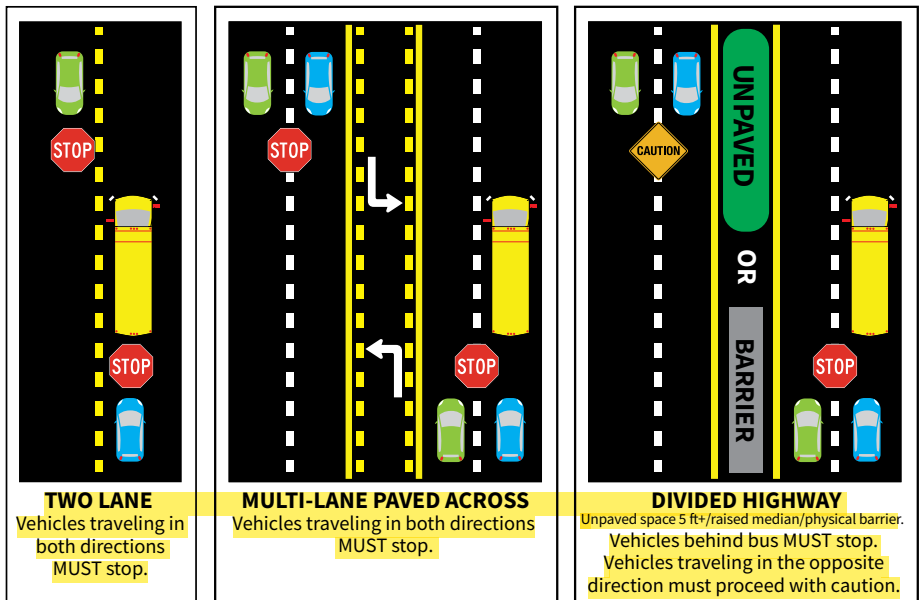 STOP
STOP
TWO LANE
Vehicles traveling in
both directions
MUST stop.
STOP
STOP
MULTI-LANE PAVED ACROSS
Vehicles traveling in both directions
MUST stop.
CAUTION
UNPAVED
OR
BARRIER
STOP
DIVIDED HIGHWAY
Unpaved space 5 ft+/raised median/physical barrier.
Vehicles behind bus MUST stop.
Vehicles traveling in the opposite
direction must proceed with caution.